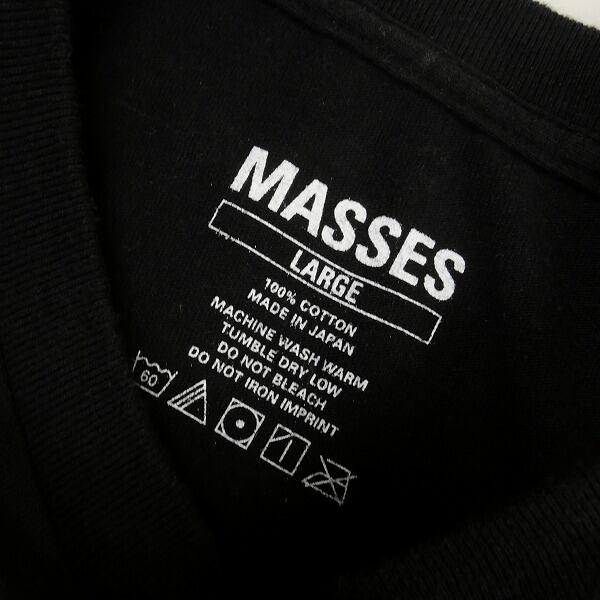 MASSES
LARGE
100% COTTON
MADE IN JAPAN
MACHINE WASH WARM
TUMBLE DRY LOW
DO NOT BLEACH
DO NOT IRON IMPRINT
60